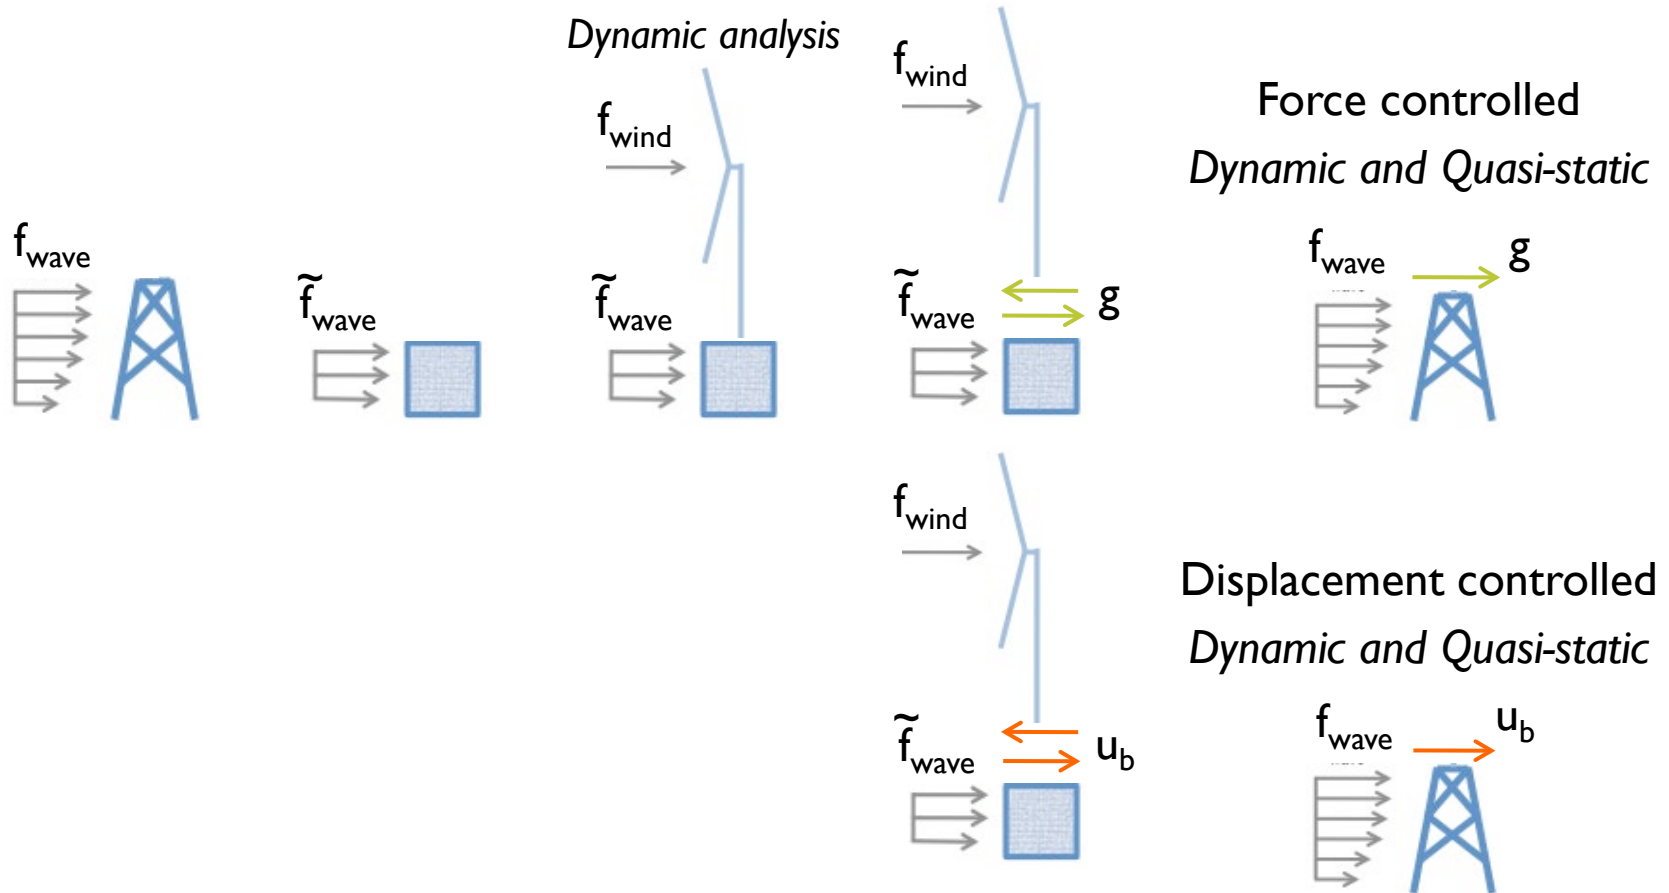 Dynamic analysis
f_wind
f_wind
Force controlled
Dynamic and Quasi-static
f_wave
f̃_wave
f̃_wave
f̃_wave
g
f_wave
g
f_wind
Displacement controlled
Dynamic and Quasi-static
f̃_wave
u_b
f_wave
u_b